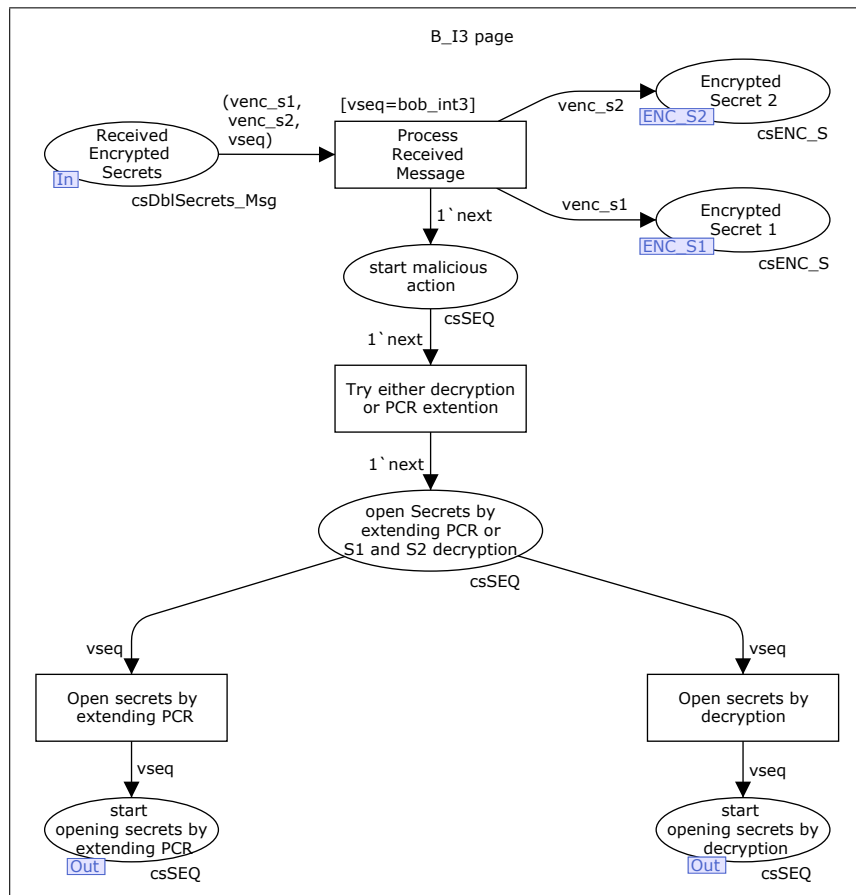 B_I3 page
(venc_s1,
venc_s2,
vseq)
[vseq=bob_int3]
venc_s2
Encrypted
Secret 2
ENC_S2
csENC_S
Received
Encrypted
Secrets
In
csDblSecrets_Msg
Process
Received
Message
venc_s1
Encrypted
Secret 1
ENC_S1
csENC_S
1`next
start malicious
action
csSEQ
1`next
Try either decryption
or PCR extention
1`next
open Secrets by
extending PCR or
S1 and S2 decryption
csSEQ
vseq
vseq
Open secrets by
extending PCR
Open secrets by
decryption
vseq
vseq
start
opening secrets by
extending PCR
Out
csSEQ
start
opening secrets by
decryption
Out
csSEQ